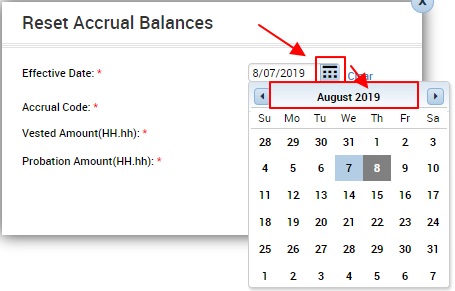 X
Reset Accrual Balances
Effective Date: *
8/07/2019
Clear
Accrual Code: *
Vested Amount(HH.hh): *
Probation Amount(HH.hh): *
August 2019
Su Mo Tu We Th Fr Sa
28 29 30 31 1 2 3
4 5 6 7 8 9 10
11 12 13 14 15 16 17
18 19 20 21 22 23 24
25 26 27 28 29 30 31
1 2 3 4 5 6 7